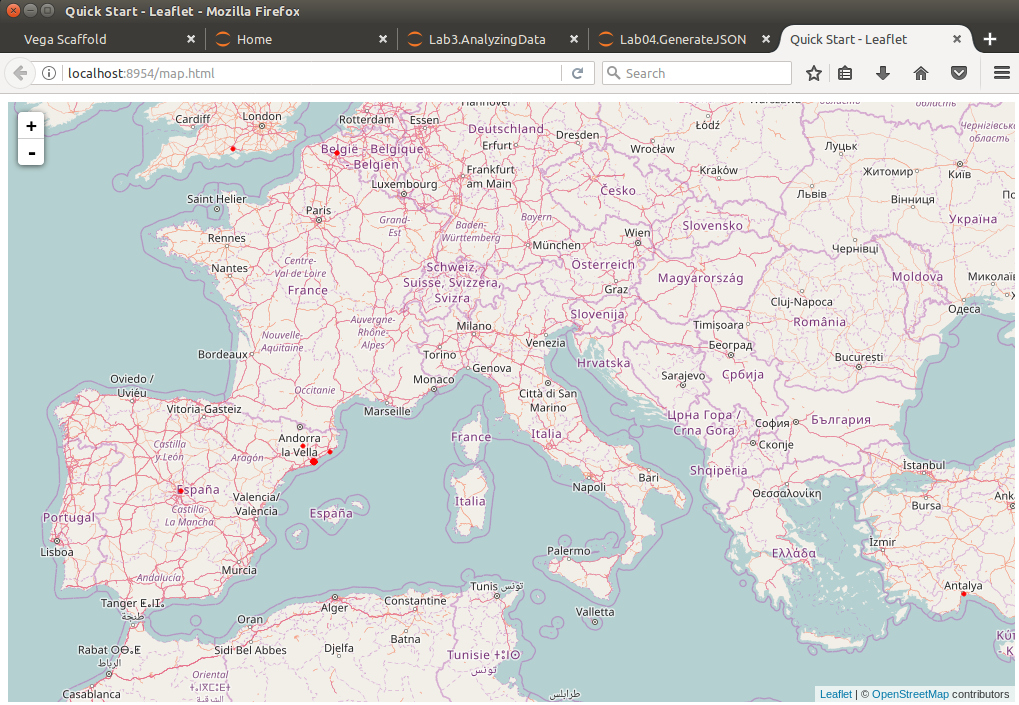 Quick Start - Leaflet - Mozilla Firefox
Vega Scaffold
Home
Lab3.AnalyzingData
Lab04.GenerateJSON
Quick Start - Leaflet
localhost:8954/map.html
Search
+
-
Cardiff
London
Rotterdam
Essen
Hannover
Deutschland
Dresden
Łódź
Warszawa
België - Belgique
- Belgien
Erfurt
Wrocław
Луцьк
Чернігівська
область
Frankfurt
am Main
Luxembourg
Kraków
Житомир
Київ
Česko
Львів
Вінниця
Saint Helier
Paris
Grand-
Est
Baden-
Württemberg
Bayern
Wien
Slovensko
Україна
Rennes
München
Чернівці
Nantes
Centre-
Val de Loire
France
Schweiz,
Suisse, Svizzera,
Svizra
Österreich
Graz
Magyarország
Moldova
Миколаїв
Cluj-Napoca
Одеса
Slovenija
România
Auvergne-
Rhône-
Alpes
Nouvelle-
Aquitaine
Milano
Timișoara
Torino
Venezia
Београд
București
Bordeaux
Genova
Hrvatska
Sarajevo
Србија
Monaco
Oviedo /
Uviéu
Occitanie
Città di San
Marino
Vitoria-Gasteiz
Marseille
Црна Гора /
Crna Gora
София
България
Andorra
la Vella
France
Italia
Скопје
Castilla
y León
Aragón
Shqipëria
İstanbul
Bari
Napoli
España
Valencia/
València
Italia
Θεσσαλονίκη
Bursa
Portugal
Castilla-
La Mancha
España
Lisboa
İzmir
Palermo
Ελλάδα
Murcia
Andalucía
Antalya
Tunis تونس
Alger
Constantine
Tanger ⵟⴰⵏⵊⴰ
طنجة
Valletta
Oran
Batna
Rabat ⵔⴱⴰⵟ
الرباط
Sidi Bel Abbes
Djelfa
Tunisie ⵜⵓⵏⵙ
تونس
Oriental
الشرقية
Casablanca
طرابلس
Leaflet | © OpenStreetMap contributors